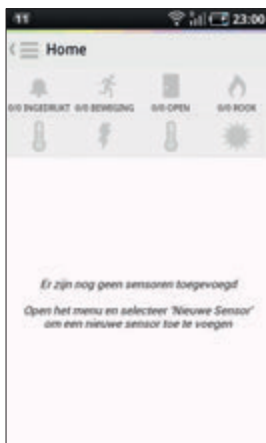 11 23:00
Home
0/0 INGEDRUKT 0/0 BEWEGING 0/0 OPEN 0/0 ROOK
Er zijn nog geen sensoren toegevoegd
Open het menu en selecteer 'Nieuwe Sensor'
om een nieuwe sensor toe te voegen